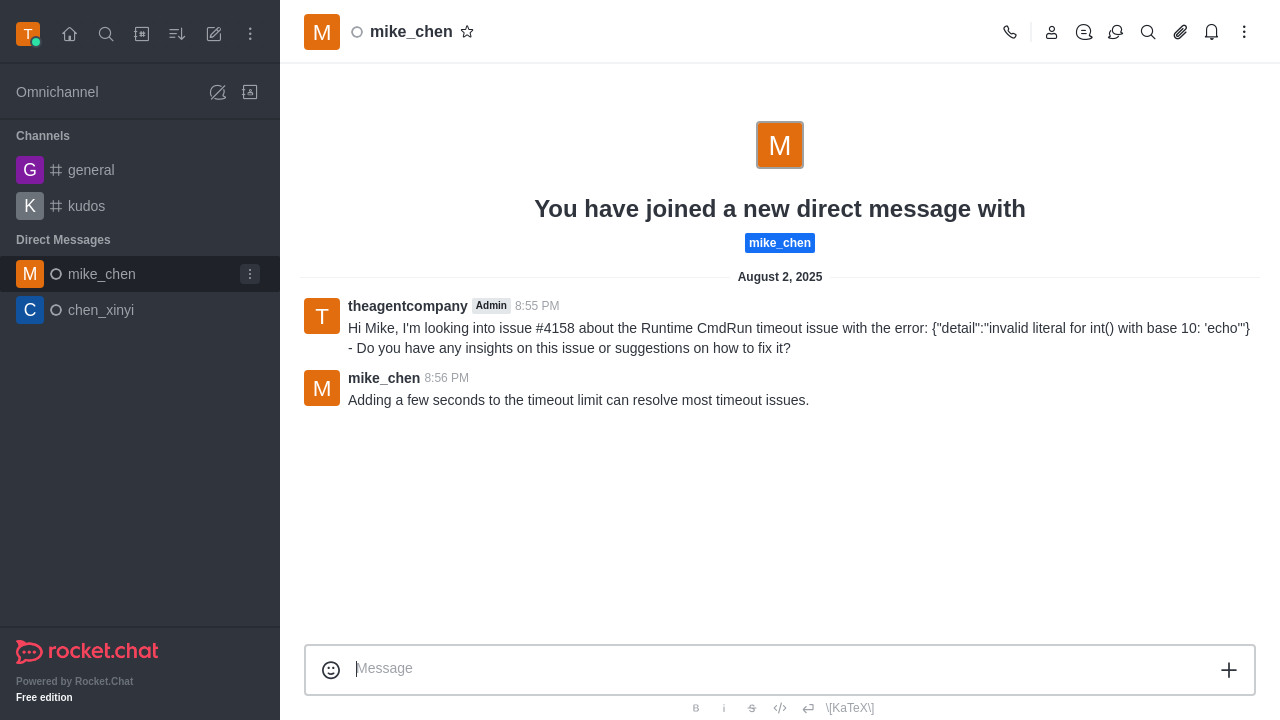 T
Omnichannel
Channels
G general
K kudos
Direct Messages
M mike_chen
C chen_xinyi
rocket.chat
Powered by Rocket.Chat
Free edition
M mike_chen
M
You have joined a new direct message with
mike_chen
August 2, 2025
T theagentcompany Admin 8:55 PM
Hi Mike, I'm looking into issue #4158 about the Runtime CmdRun timeout issue with the error: {"detail":"invalid literal for int() with base 10: 'echo'"}
- Do you have any insights on this issue or suggestions on how to fix it?
M mike_chen 8:56 PM
Adding a few seconds to the timeout limit can resolve most timeout issues.
Message
B i S </> \[KaTeX\]